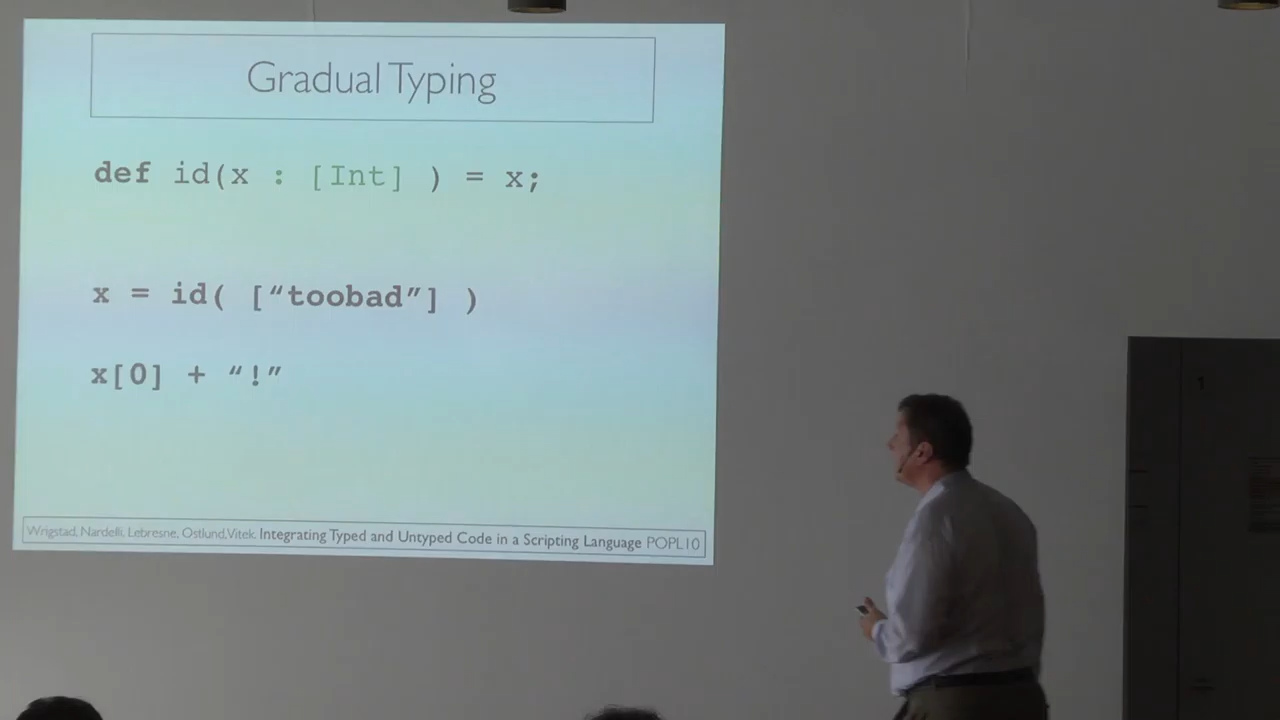 Gradual Typing
def id(x : [Int] ) = x;
x = id( [“toobad”] )
x[0] + “!”
Wrigstad, Nardelli, Lebresne, Ostlund,Vitek. Integrating Typed and Untyped Code in a Scripting Language POPL10
1